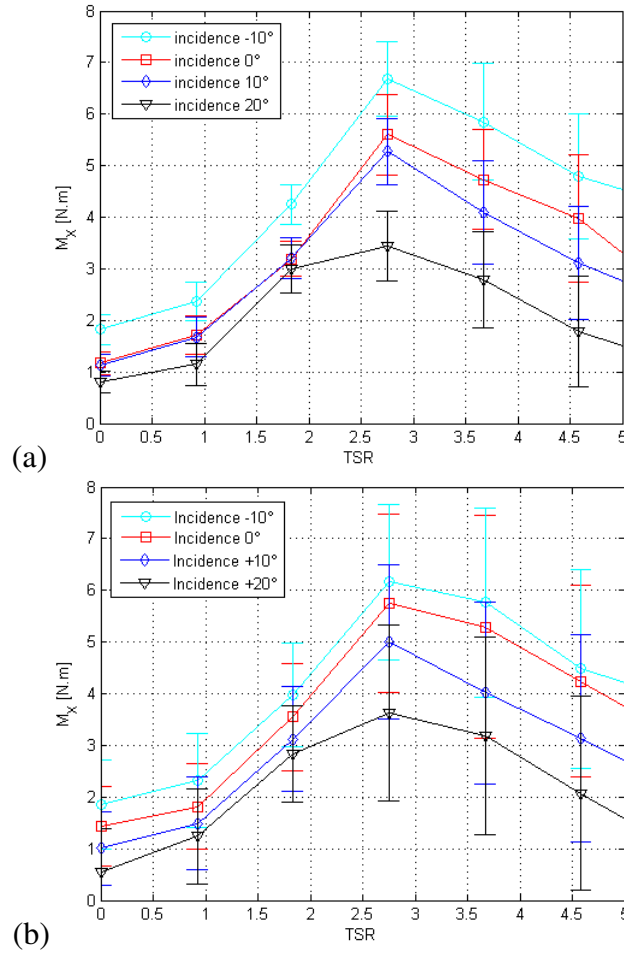 8
7
6
5
4
3
2
1
0
M_X [N.m]
incidence -10°
incidence 0°
incidence 10°
incidence 20°
0 0.5 1 1.5 2 2.5 3 3.5 4 4.5 5
TSR
(a)
8
7
6
5
4
3
2
1
0
M_X [N.m]
Incidence -10°
Incidence 0°
Incidence +10°
Incidence +20°
0 0.5 1 1.5 2 2.5 3 3.5 4 4.5 5
TSR
(b)